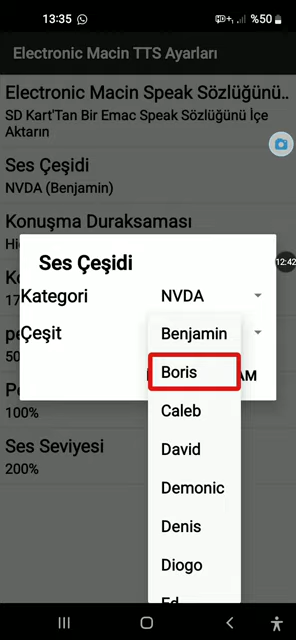 13:35
%50
Electronic Macin TTS Ayarları
Electronic Macin Speak Sözlüğünü..
SD Kart'Tan Bir Emac Speak Sözlüğünü İçe
Aktarın
Ses Çeşidi
NVDA (Benjamin)
Konuşma Duraksaması
12:42
Ses Çeşidi
Kategori NVDA
Çeşit Benjamin
Boris
AM
Caleb
David
Demonic
Denis
Diogo
Ed
100%
Ses Seviyesi
200%